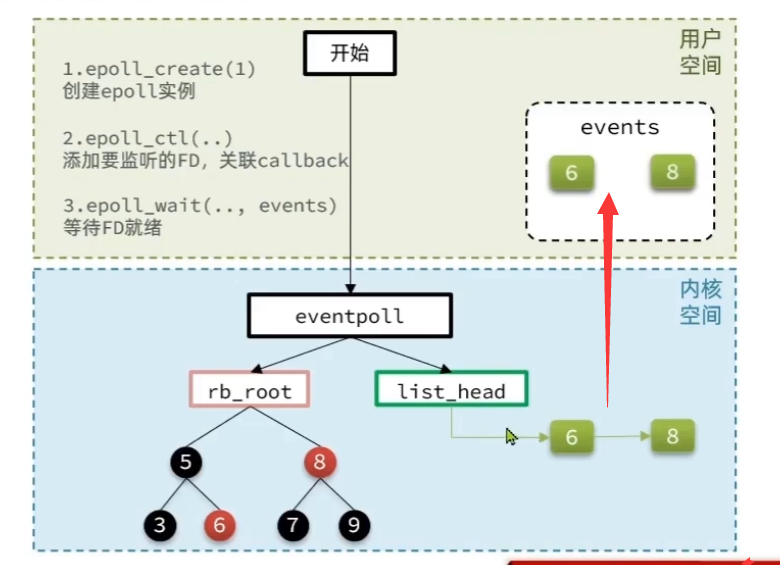 开始
用户
空间
1.epoll_create(1)
创建epoll实例
2.epoll_ctl(..)
添加要监听的FD，关联callback
3.epoll_wait(.., events)
等待FD就绪
events
6
8
内核
空间
eventpoll
rb_root
list_head
6
8
5
8
3
6
7
9